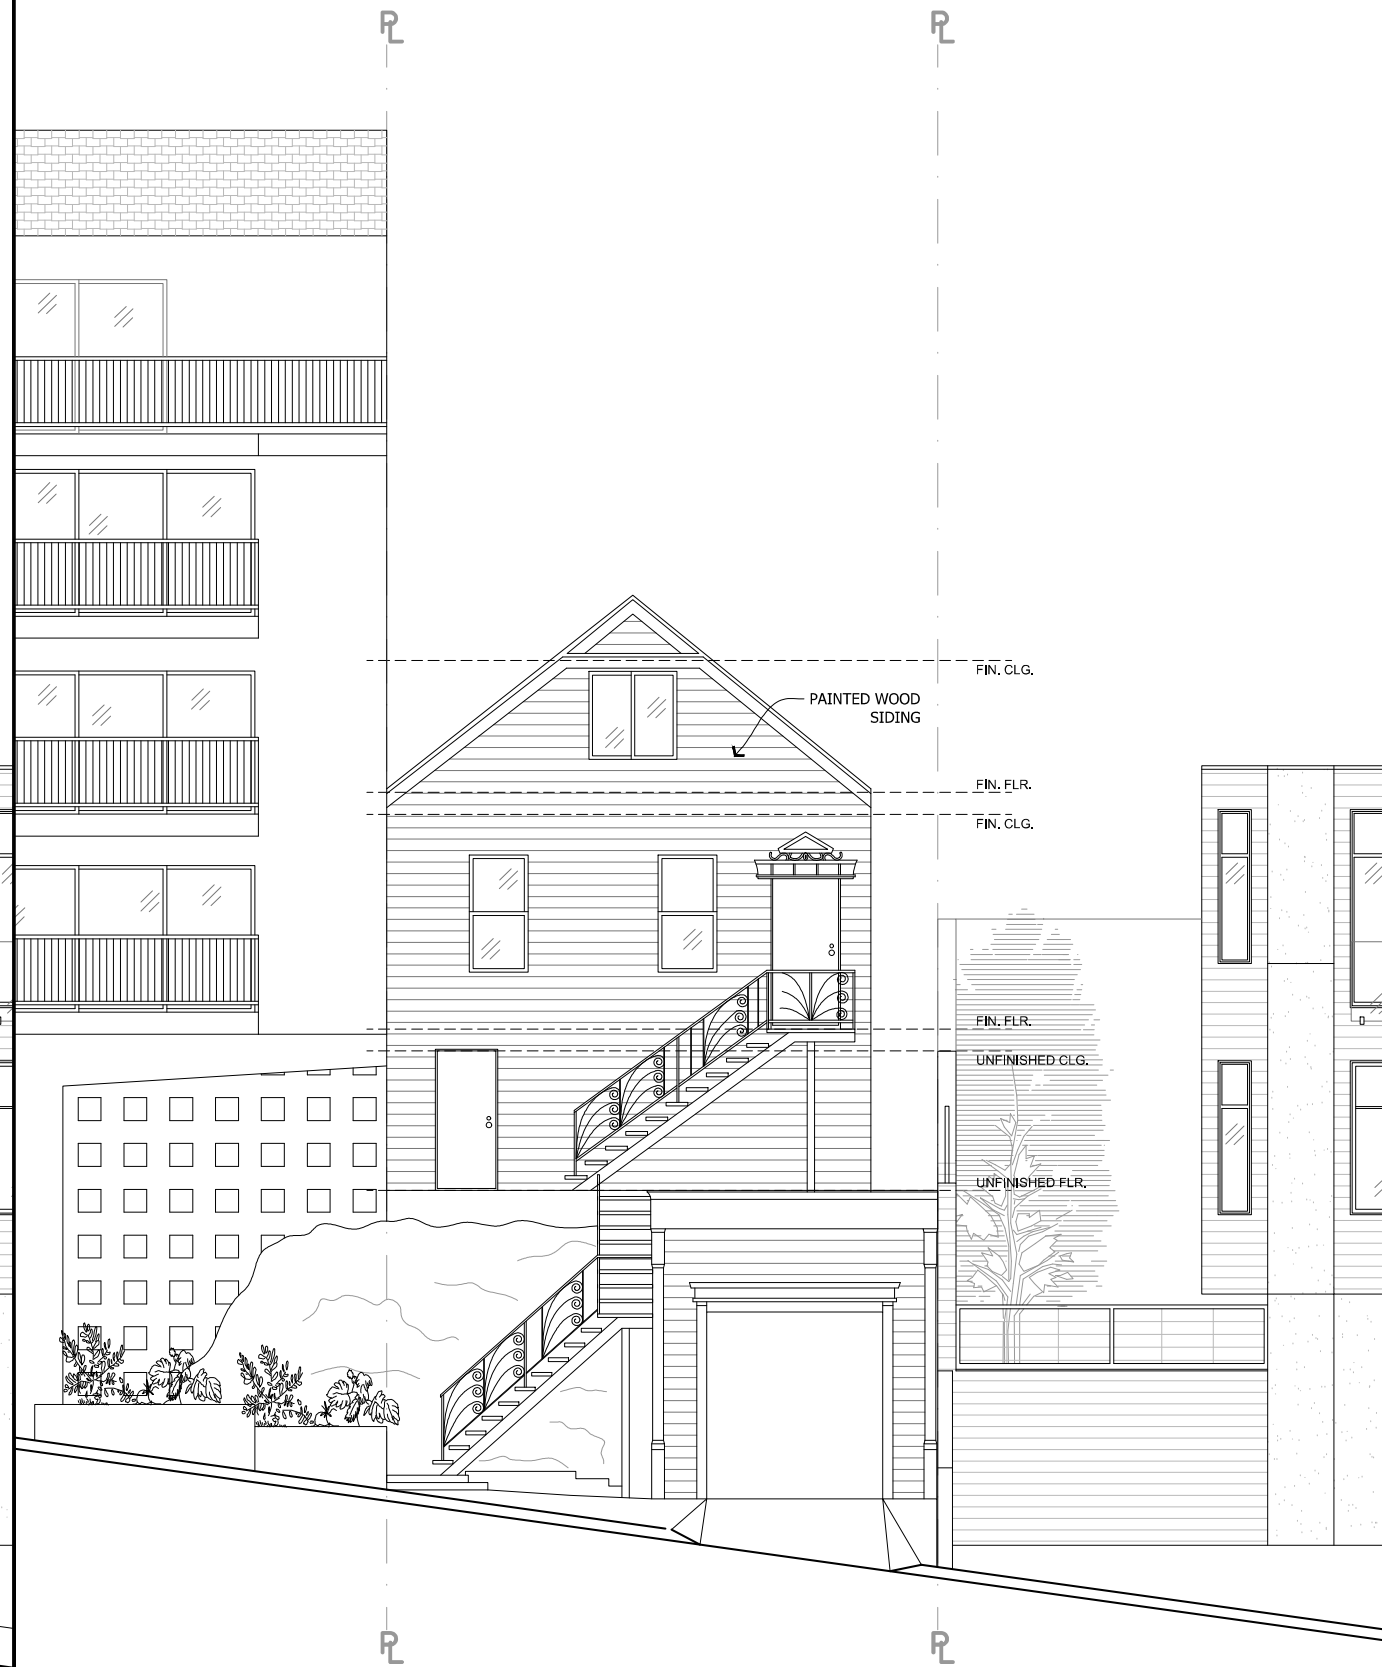 PL PL
FIN. CLG.
PAINTED WOOD
SIDING
FIN. FLR.
FIN. CLG.
FIN. FLR.
UNFINISHED CLG.
UNFINISHED FLR.
PL PL